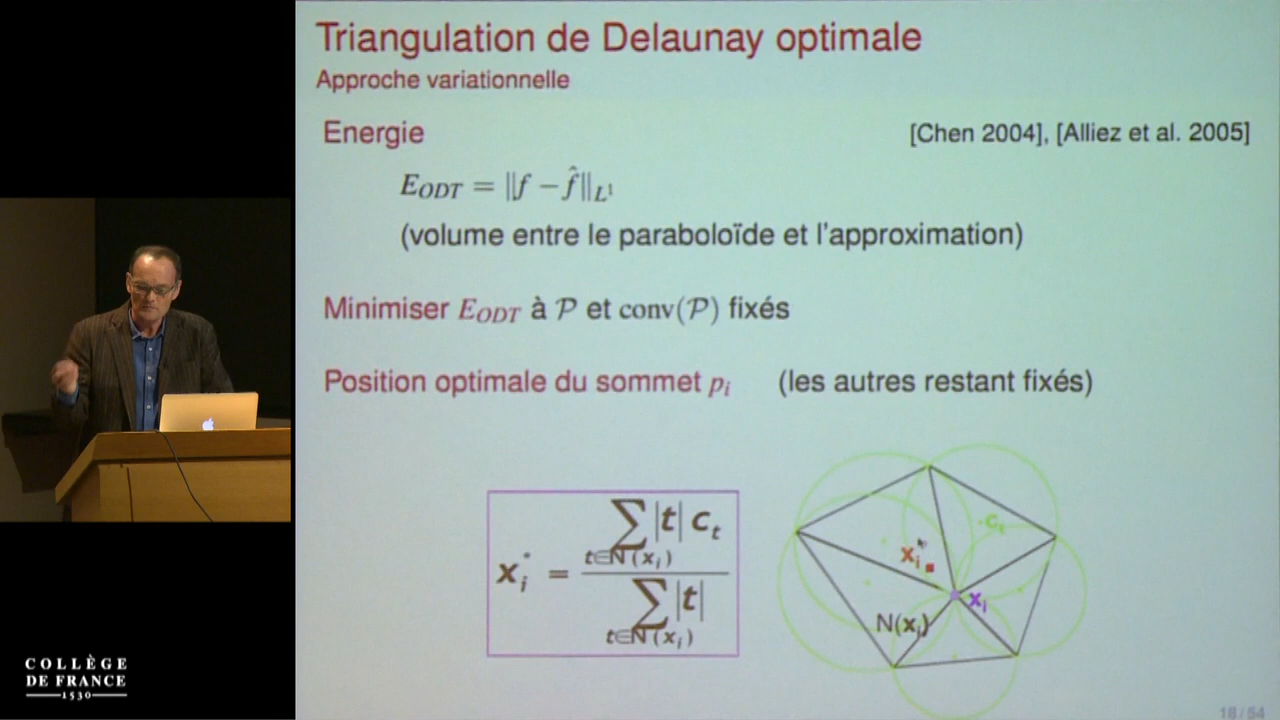 Triangulation de Delaunay optimale
Approche variationnelle
Energie
[Chen 2004], [Alliez et al. 2005]
E_ODT = ‖f − f̂‖_L¹
(volume entre le paraboloïde et l'approximation)
Minimiser E_ODT à P et conv(P) fixés
Position optimale du sommet p_i (les autres restant fixés)
x_i^* = ∑_{t∈N(x_i)} |t| c_t / ∑_{t∈N(x_i)} |t|
c_t
x_i^*
x_i
N(x_i)
COLLÈGE
DE FRANCE
1530
18 / 54